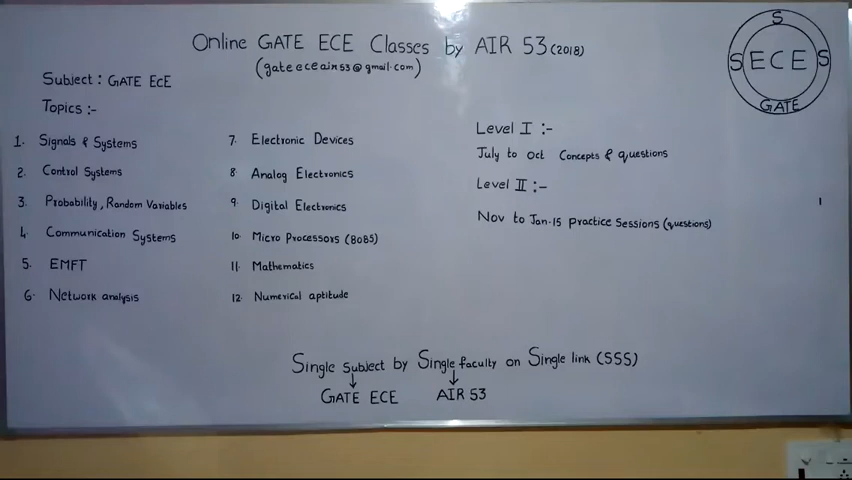 Online GATE ECE Classes by AIR 53 (2018)
(gateeceair53@gmail.com)
Subject : GATE ECE
Topics :-
1. Signals & Systems
2. Control Systems
3. Probability, Random Variables
4. Communication Systems
5. EMFT
6. Network analysis
7. Electronic Devices
8. Analog Electronics
9. Digital Electronics
10. Micro Processors (8085)
11. Mathematics
12. Numerical aptitude
Level I :-
July to Oct Concepts & questions
Level II :-
Nov to Jan-15 Practice Sessions (questions)
S
S ECE S
GATE
Single subject by Single faculty on Single link (SSS)
GATE ECE AIR 53